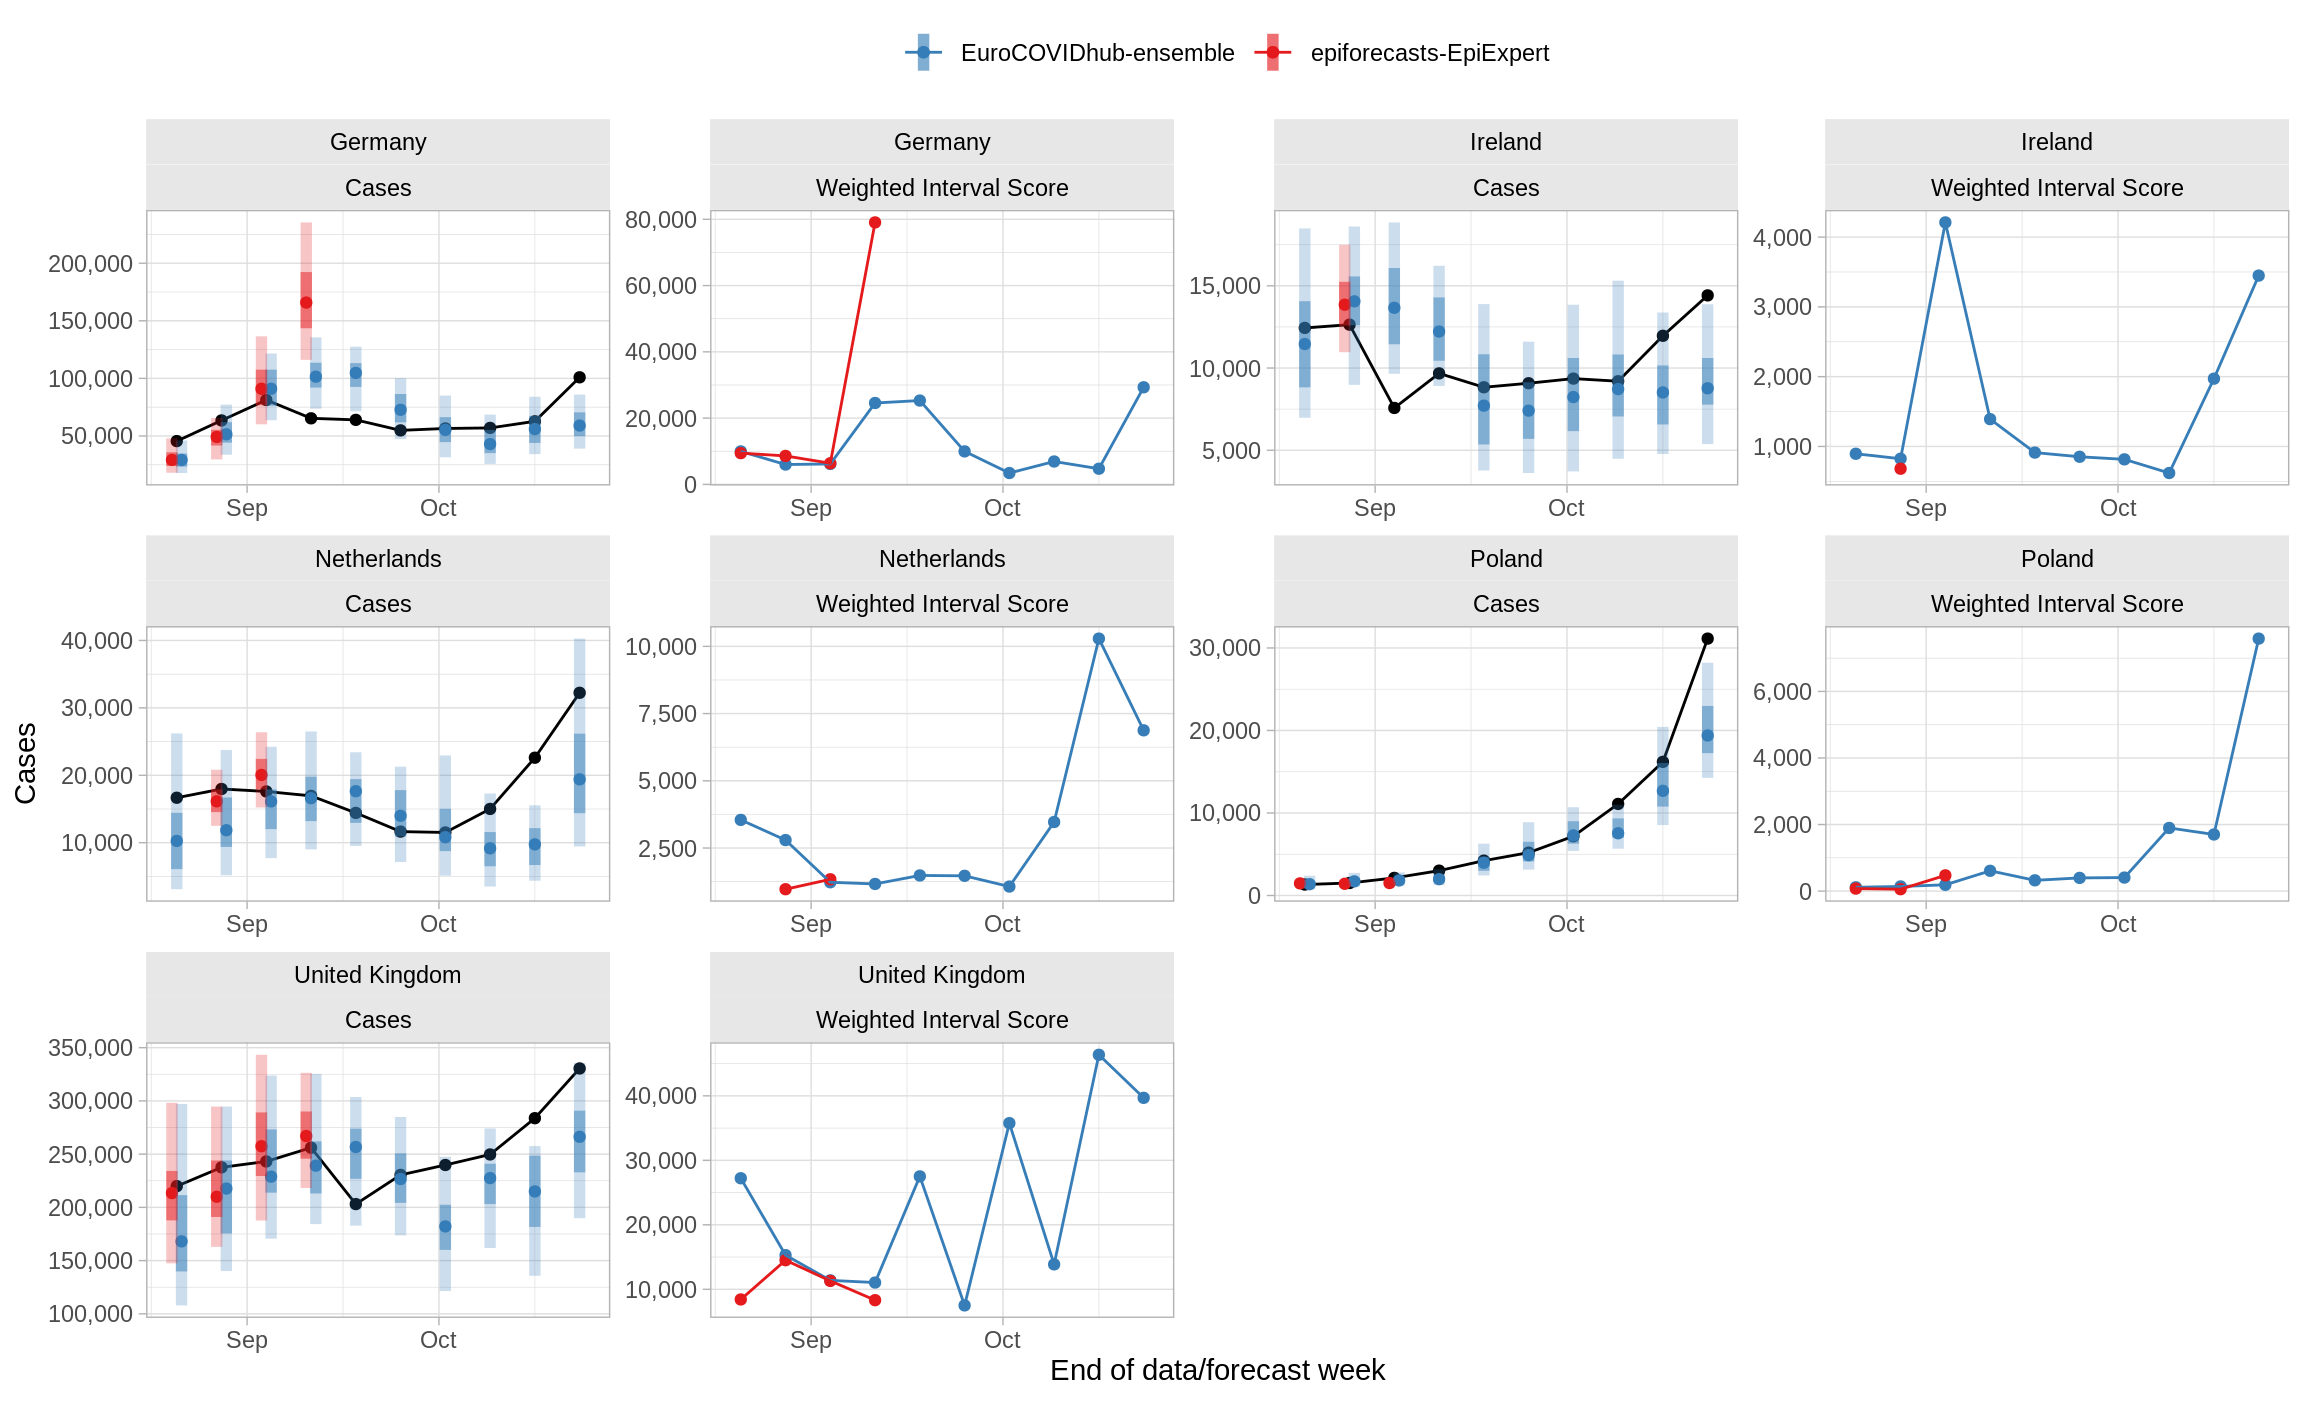 EuroCOVIDhub-ensemble epiforecasts-EpiExpert
Germany Germany Ireland Ireland
Cases Weighted Interval Score Cases Weighted Interval Score
200,000
150,000
100,000
50,000
Sep Oct
80,000
60,000
40,000
20,000
0
Sep Oct
15,000
10,000
5,000
Sep Oct
4,000
3,000
2,000
1,000
Sep Oct
Netherlands Netherlands Poland Poland
Cases Weighted Interval Score Cases Weighted Interval Score
40,000
30,000
20,000
10,000
Sep Oct
10,000
7,500
5,000
2,500
Sep Oct
30,000
20,000
10,000
0
Sep Oct
6,000
4,000
2,000
0
Sep Oct
United Kingdom United Kingdom
Cases Weighted Interval Score
350,000
300,000
250,000
200,000
150,000
100,000
Sep Oct
40,000
30,000
20,000
10,000
Sep Oct
Cases
End of data/forecast week